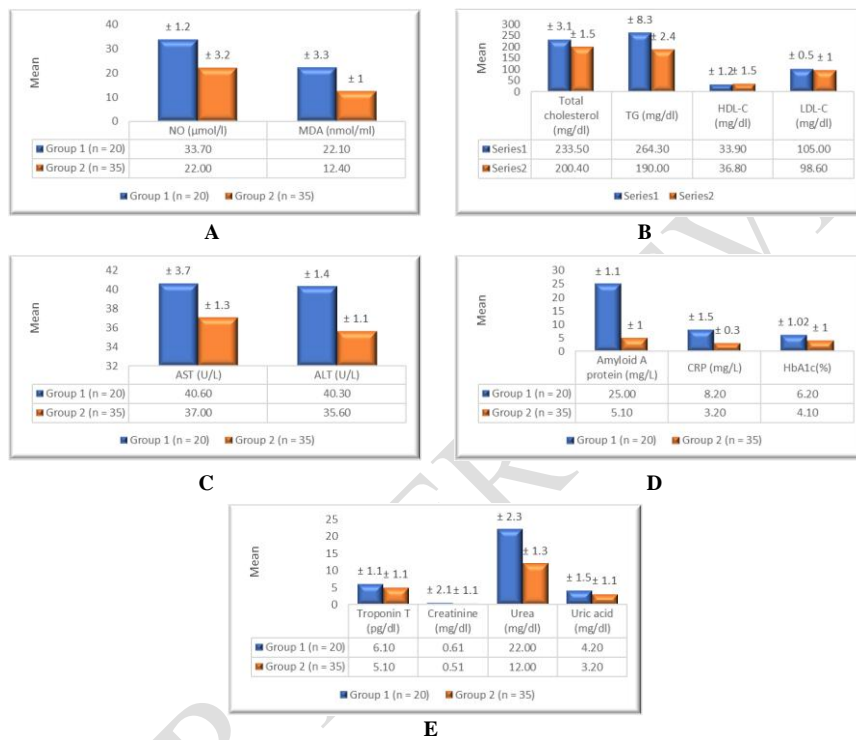 40
30
20
10
0
Mean
± 1.2
± 3.2
± 3.3
± 1
NO (µmol/l) MDA (nmol/ml)
Group 1 (n = 20) 33.70 22.10
Group 2 (n = 35) 22.00 12.40
Group 1 (n = 20) Group 2 (n = 35)
A
300
250
200
150
100
50
0
Mean
± 3.1
± 1.5
± 8.3
± 2.4
± 1.2 ± 1.5
± 0.5 ± 1
Total cholesterol (mg/dl) TG (mg/dl) HDL-C (mg/dl) LDL-C (mg/dl)
Series1 233.50 264.30 33.90 105.00
Series2 200.40 190.00 36.80 98.60
Series1 Series2
B
42
40
38
36
34
32
Mean
± 3.7
± 1.3
± 1.4
± 1.1
AST (U/L) ALT (U/L)
Group 1 (n = 20) 40.60 40.30
Group 2 (n = 35) 37.00 35.60
Group 1 (n = 20) Group 2 (n = 35)
C
30
25
20
15
10
5
0
Mean
± 1.1
± 1
± 1.5
± 0.3
± 1.02
± 1
Amyloid A protein (mg/L) CRP (mg/L) HbA1c(%)
Group 1 (n = 20) 25.00 8.20 6.20
Group 2 (n = 35) 5.10 3.20 4.10
Group 1 (n = 20) Group 2 (n = 35)
D
25
20
15
10
5
0
Mean
± 1.1 ± 1.1
± 2.1 ± 1.1
± 2.3
± 1.3
± 1.5 ± 1.1
Troponin T (pg/dl) Creatinine (mg/dl) Urea (mg/dl) Uric acid (mg/dl)
Group 1 (n = 20) 6.10 0.61 22.00 4.20
Group 2 (n = 35) 5.10 0.51 12.00 3.20
Group 1 (n = 20) Group 2 (n = 35)
E